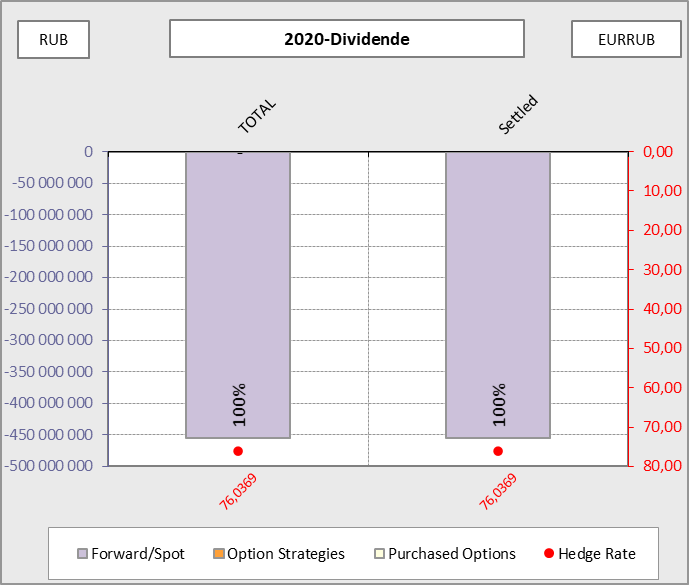 RUB
2020-Dividende
EURRUB
TOTAL
Settled
0
-50 000 000
-100 000 000
-150 000 000
-200 000 000
-250 000 000
-300 000 000
-350 000 000
-400 000 000
-450 000 000
-500 000 000
100%
100%
0,00
10,00
20,00
30,00
40,00
50,00
60,00
70,00
80,00
76,0369
76,0369
Forward/Spot Option Strategies Purchased Options Hedge Rate